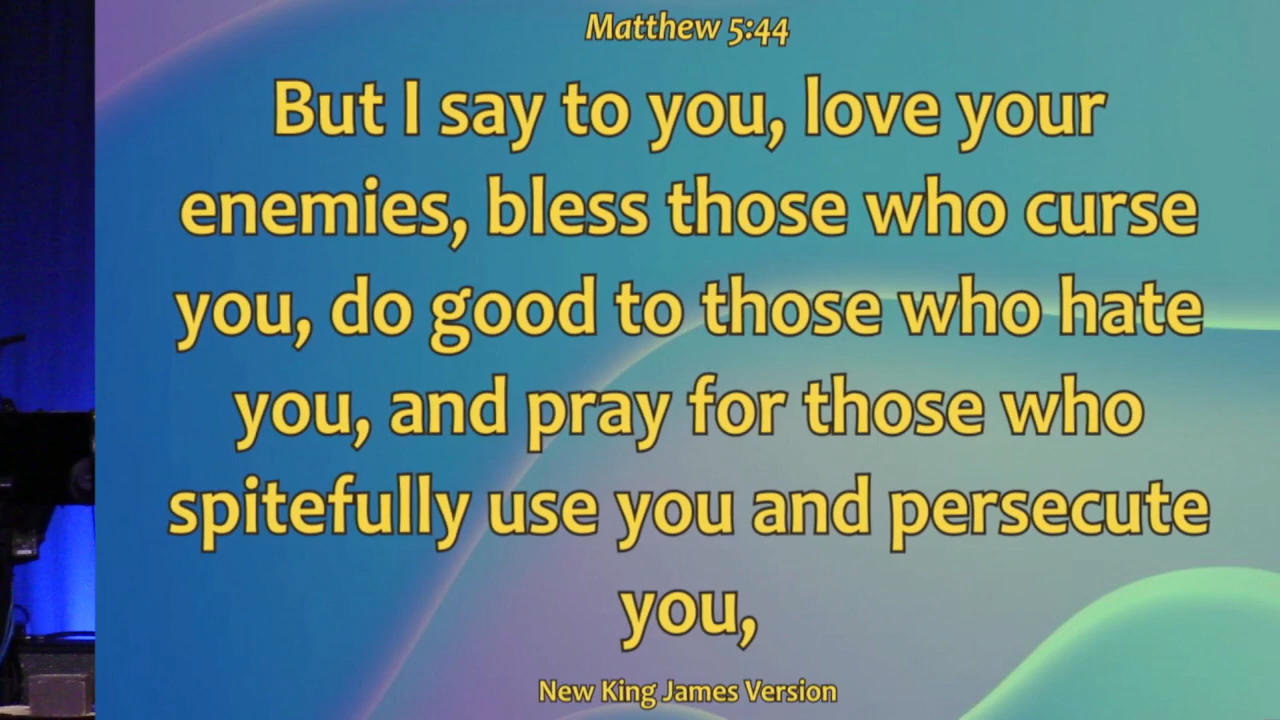 Matthew 5:44
But I say to you, love your
enemies, bless those who curse
you, do good to those who hate
you, and pray for those who
spitefully use you and persecute
you,
New King James Version